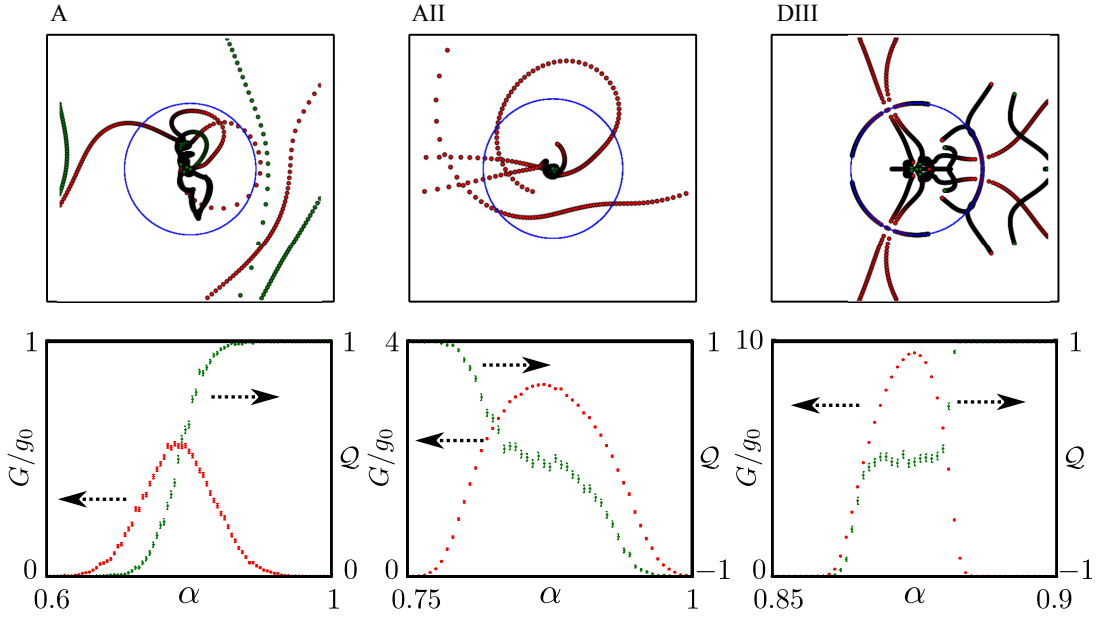 A AII DIII
1 1 4 1 10 1
G/g₀ 𝒬 G/g₀ 𝒬 G/g₀ 𝒬
0 0 0 −1 0 −1
0.6 α 1 0.75 α 1 0.85 α 0.9